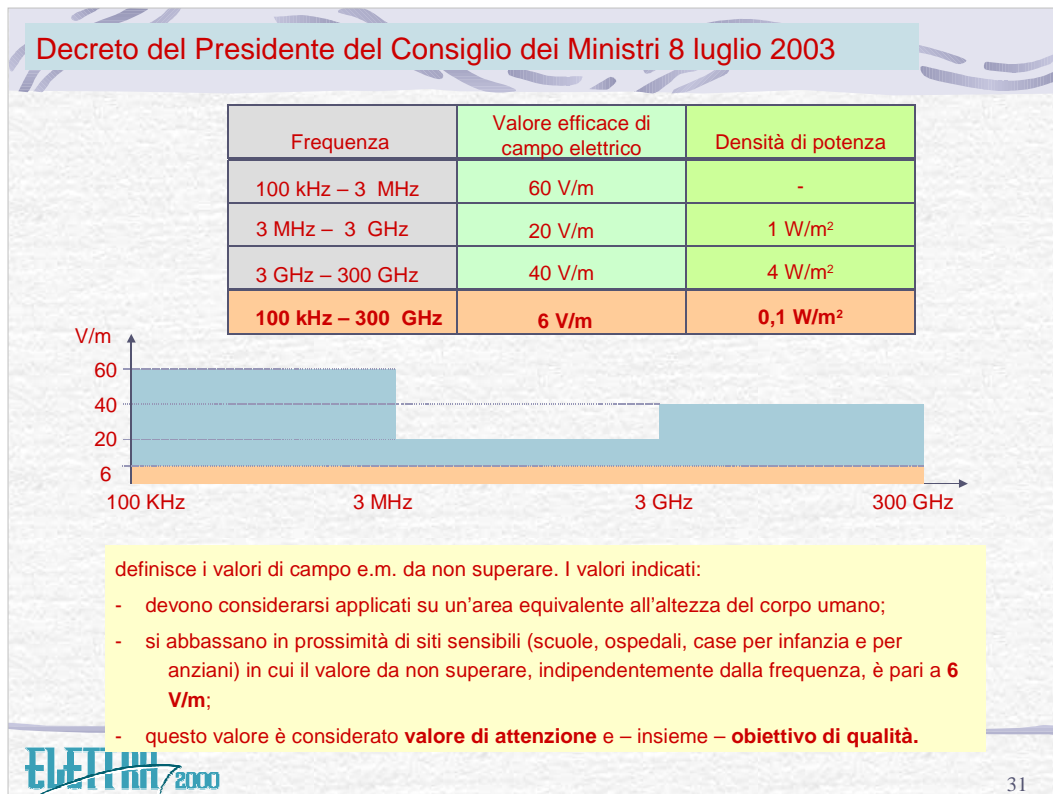 Decreto del Presidente del Consiglio dei Ministri 8 luglio 2003
Frequenza
Valore efficace di
campo elettrico
Densità di potenza
100 kHz – 3 MHz
60 V/m
-
3 MHz – 3 GHz
20 V/m
1 W/m²
3 GHz – 300 GHz
40 V/m
4 W/m²
100 kHz – 300 GHz
6 V/m
0,1 W/m²
V/m
60
40
20
6
100 KHz
3 MHz
3 GHz
300 GHz
definisce i valori di campo e.m. da non superare. I valori indicati:
- devono considerarsi applicati su un'area equivalente all'altezza del corpo umano;
- si abbassano in prossimità di siti sensibili (scuole, ospedali, case per infanzia e per
anziani) in cui il valore da non superare, indipendentemente dalla frequenza, è pari a 6
V/m;
- questo valore è considerato valore di attenzione e – insieme – obiettivo di qualità.
ELETTRA 2000
31